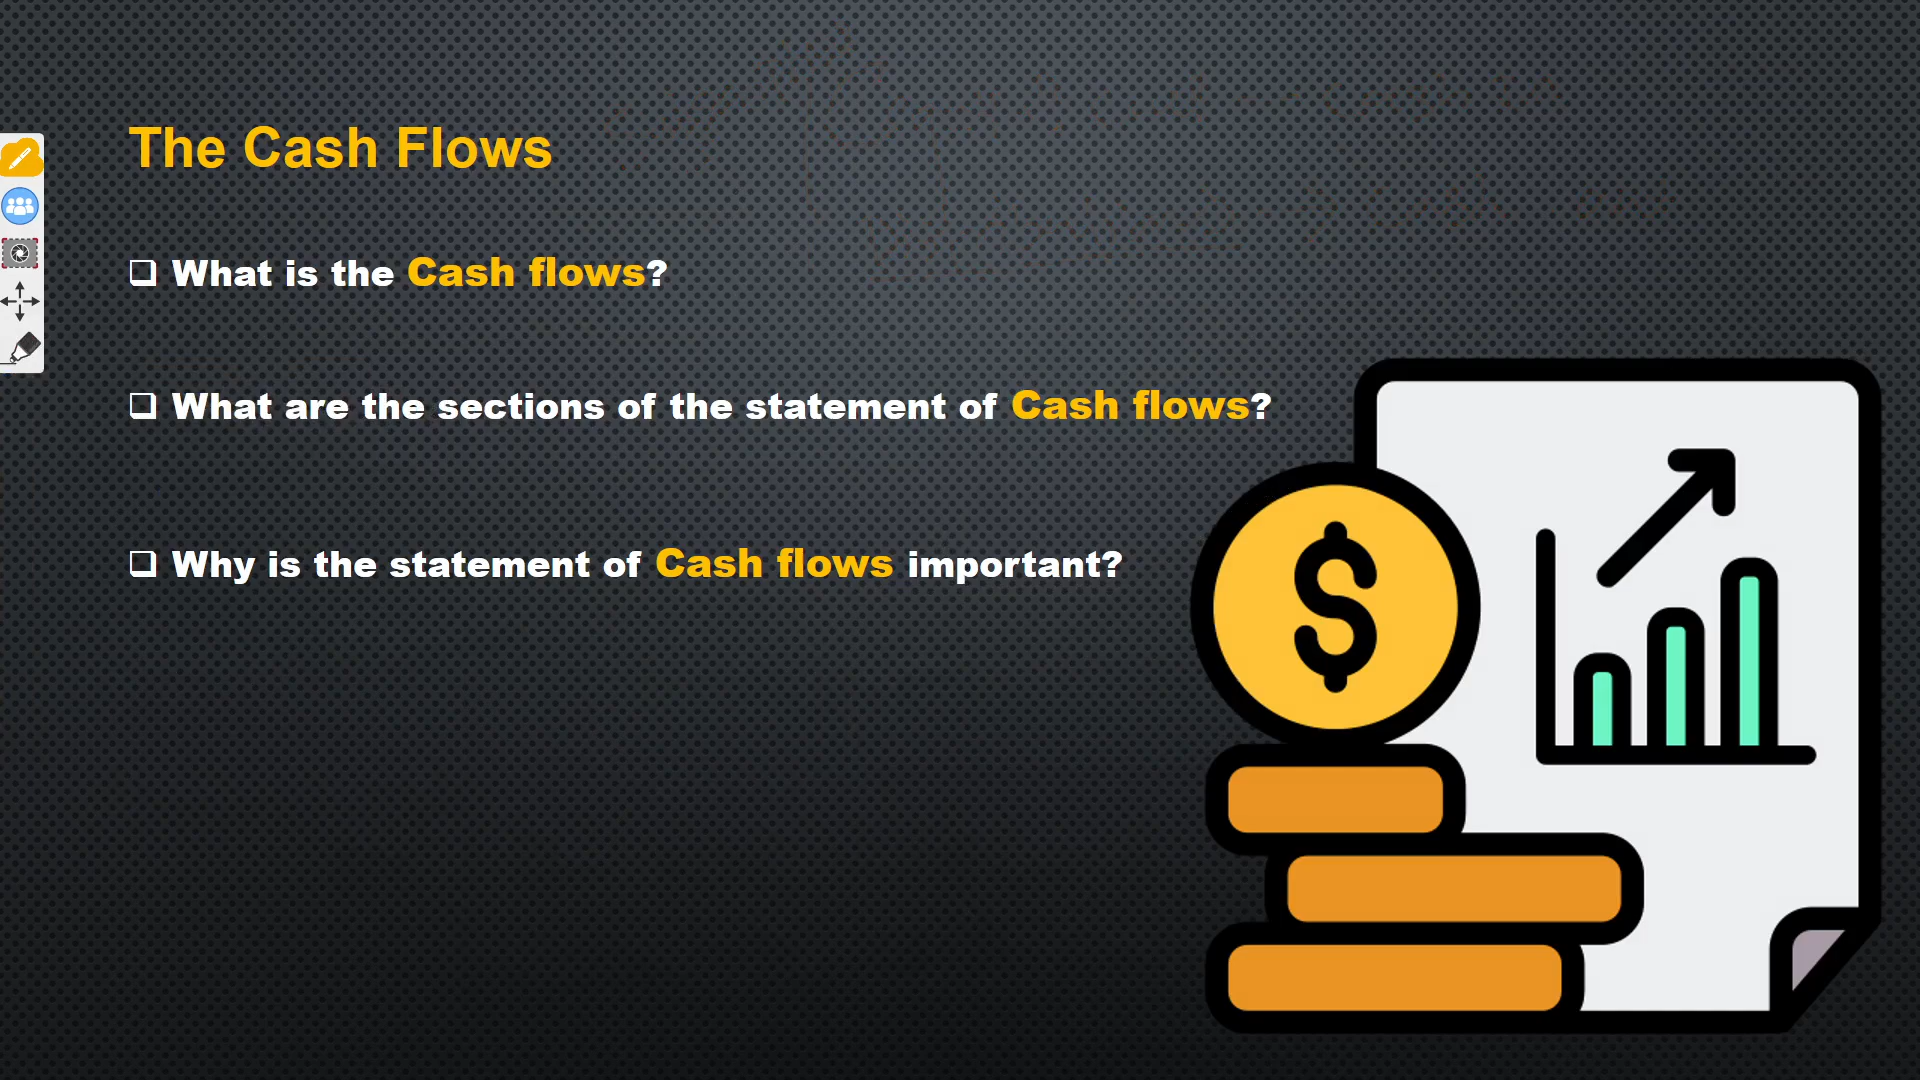 The Cash Flows
❑ What is the Cash flows?
❑ What are the sections of the statement of Cash flows?
❑ Why is the statement of Cash flows important?
$